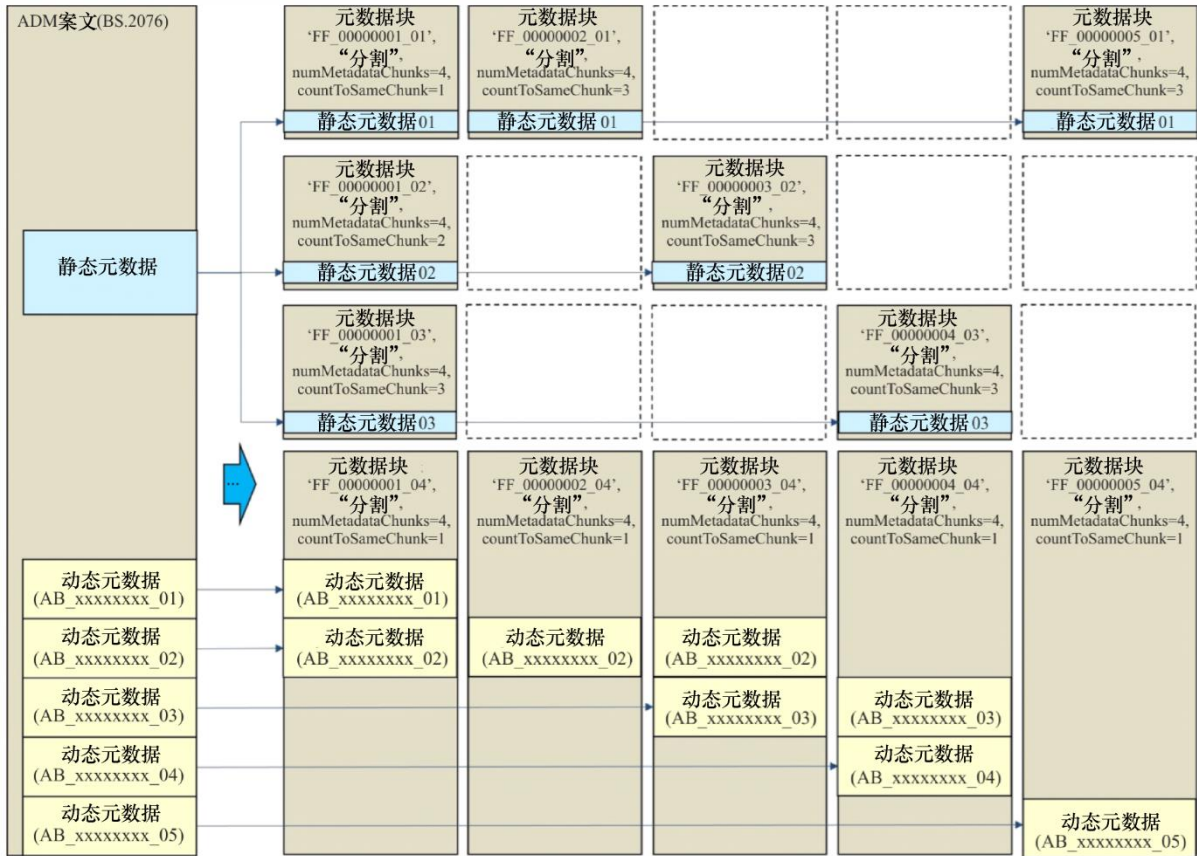 ADM案文(BS.2076)
静态元数据
动态元数据
(AB_xxxxxxxx_01)
动态元数据
(AB_xxxxxxxx_02)
动态元数据
(AB_xxxxxxxx_03)
动态元数据
(AB_xxxxxxxx_04)
动态元数据
(AB_xxxxxxxx_05)
...
元数据块
‘FF_00000001_01’,
“分割”,
numMetadataChunks=4,
countToSameChunk=1
静态元数据01
元数据块
‘FF_00000002_01’,
“分割”,
numMetadataChunks=4,
countToSameChunk=3
静态元数据 01
元数据块
‘FF_00000005_01’,
“分割”,
numMetadataChunks=4,
countToSameChunk=3
静态元数据 01
元数据块
‘FF_00000001_02’,
“分割”,
numMetadataChunks=4,
countToSameChunk=2
静态元数据02
元数据块
‘FF_00000003_02’,
“分割”,
numMetadataChunks=4,
countToSameChunk=3
静态元数据02
元数据块
‘FF_00000001_03’,
“分割”,
numMetadataChunks=4,
countToSameChunk=3
静态元数据03
元数据块
‘FF_00000004_03’,
“分割”,
numMetadataChunks=4,
countToSameChunk=3
静态元数据03
元数据块
‘FF_00000001_04’,
“分割”,
numMetadataChunks=4,
countToSameChunk=1
动态元数据
(AB_xxxxxxxx_01)
动态元数据
(AB_xxxxxxxx_02)
元数据块
‘FF_00000002_04’,
“分割”,
numMetadataChunks=4,
countToSameChunk=1
动态元数据
(AB_xxxxxxxx_02)
元数据块
‘FF_00000003_04’,
“分割”,
numMetadataChunks=4,
countToSameChunk=1
动态元数据
(AB_xxxxxxxx_02)
动态元数据
(AB_xxxxxxxx_03)
元数据块
‘FF_00000004_04’,
“分割”,
numMetadataChunks=4,
countToSameChunk=1
动态元数据
(AB_xxxxxxxx_03)
动态元数据
(AB_xxxxxxxx_04)
元数据块
‘FF_00000005_04’,
“分割”,
numMetadataChunks=4,
countToSameChunk=1
动态元数据
(AB_xxxxxxxx_05)